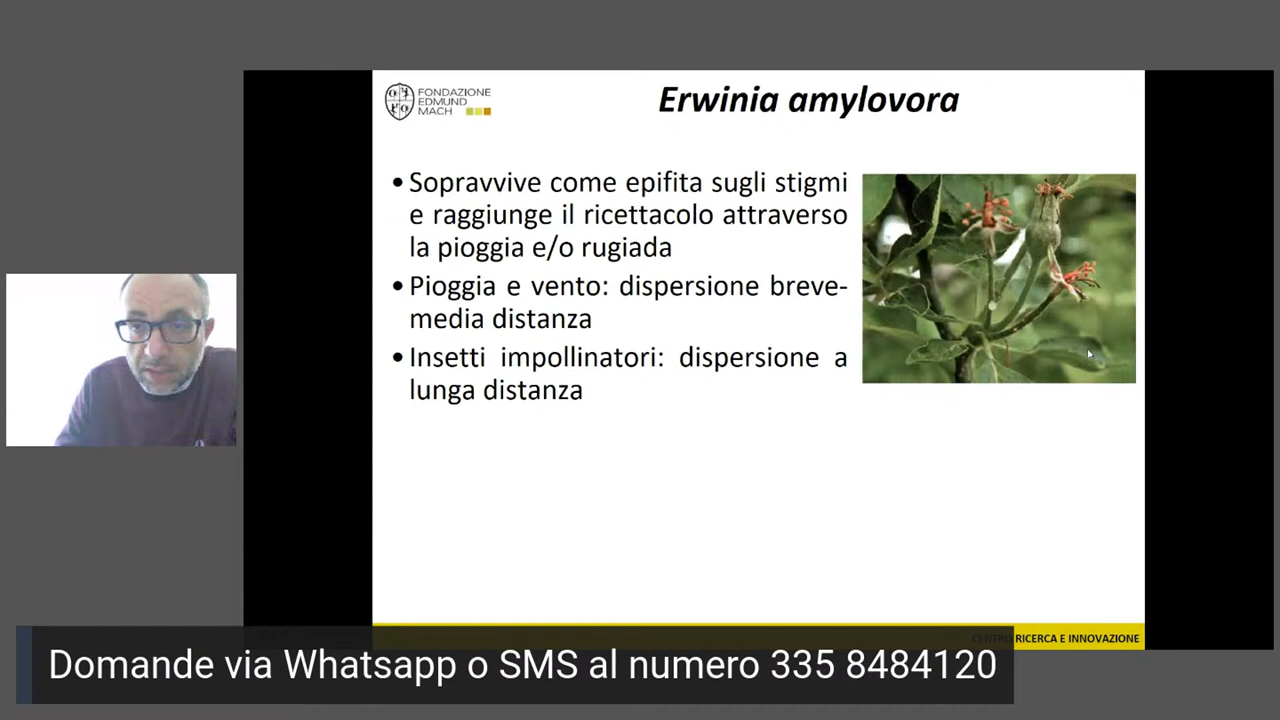 FONDAZIONE
EDMUND
MACH
Erwinia amylovora
• Sopravvive come epifita sugli stigmi
e raggiunge il ricettacolo attraverso
la pioggia e/o rugiada
• Pioggia e vento: dispersione breve-
media distanza
• Insetti impollinatori: dispersione a
lunga distanza
CENTRO RICERCA E INNOVAZIONE
Domande via Whatsapp o SMS al numero 335 8484120